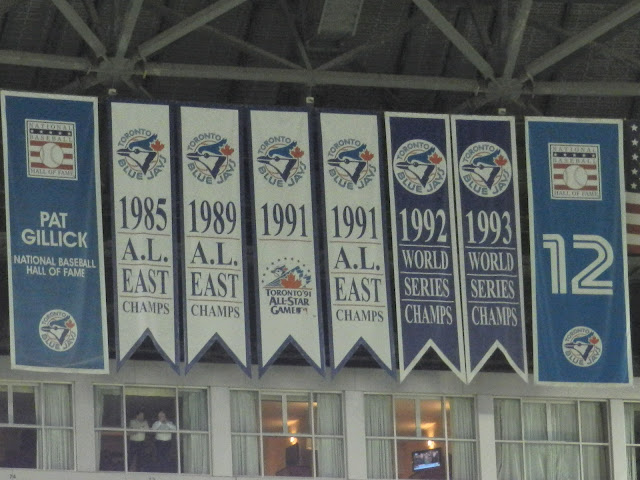 NATIONAL
BASEBALL
HALL OF FAME
PAT
GILLICK
NATIONAL BASEBALL
HALL OF FAME
TORONTO
BLUE JAYS
1985
A.L.
EAST
CHAMPS
TORONTO
BLUE JAYS
1989
A.L.
EAST
CHAMPS
TORONTO
BLUE JAYS
1991
TORONTO '91
ALL-STAR
GAME
TORONTO
BLUE JAYS
1991
A.L.
EAST
CHAMPS
TORONTO
BLUE JAYS
1992
WORLD
SERIES
CHAMPS
TORONTO
BLUE JAYS
1993
WORLD
SERIES
CHAMPS
NATIONAL
BASEBALL
HALL OF FAME
12